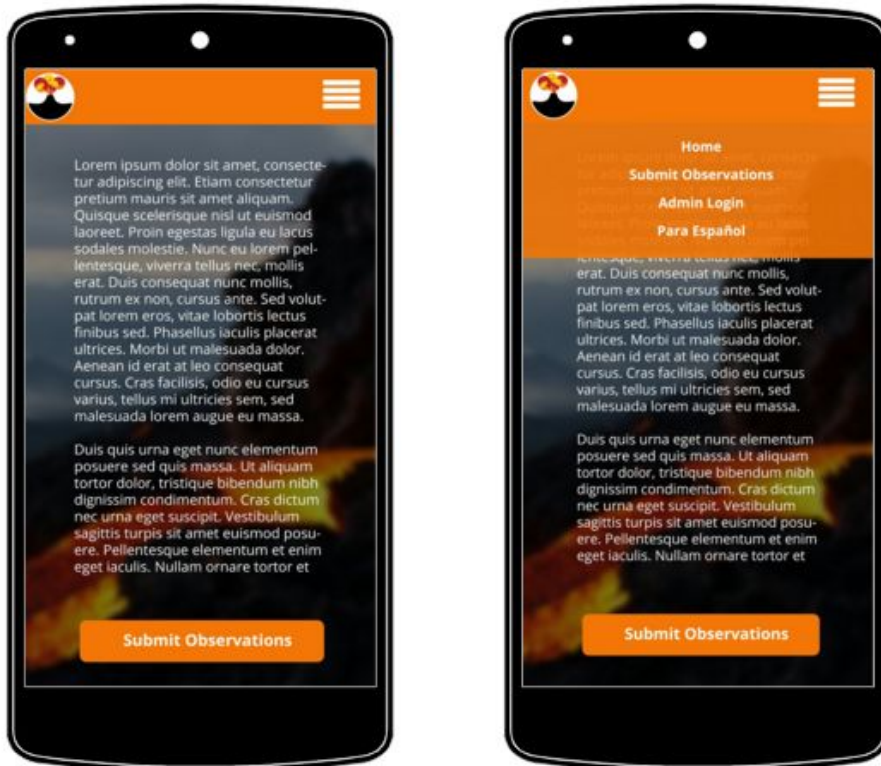 Lorem ipsum dolor sit amet, consecte-
tur adipiscing elit. Etiam consectetur
pretium mauris sit amet aliquam.
Quisque scelerisque nisl ut euismod
laoreet. Proin egestas ligula eu lacus
sodales molestie. Nunc eu lorem pel-
lentesque, viverra tellus nec, mollis
erat. Duis consequat nunc mollis,
rutrum ex non, cursus ante. Sed volut-
pat lorem eros, vitae lobortis lectus
finibus sed. Phasellus iaculis placerat
ultrices. Morbi ut malesuada dolor.
Aenean id erat at leo consequat
cursus. Cras facilisis, odio eu cursus
varius, tellus mi ultricies sem, sed
malesuada lorem augue eu massa.
Duis quis urna eget nunc elementum
posuere sed quis massa. Ut aliquam
tortor dolor, tristique bibendum nibh
dignissim condimentum. Cras dictum
nec urna eget suscipit. Vestibulum
sagittis turpis sit amet euismod posu-
ere. Pellentesque elementum et enim
eget iaculis. Nullam ornare tortor et
Submit Observations
Home
Submit Observations
Admin Login
Para Español
lentesque, viverra tellus nec, mollis
erat. Duis consequat nunc mollis,
rutrum ex non, cursus ante. Sed volut-
pat lorem eros, vitae lobortis lectus
finibus sed. Phasellus iaculis placerat
ultrices. Morbi ut malesuada dolor.
Aenean id erat at leo consequat
cursus. Cras facilisis, odio eu cursus
varius, tellus mi ultricies sem, sed
malesuada lorem augue eu massa.
Duis quis urna eget nunc elementum
posuere sed quis massa. Ut aliquam
tortor dolor, tristique bibendum nibh
dignissim condimentum. Cras dictum
nec urna eget suscipit. Vestibulum
sagittis turpis sit amet euismod posu-
ere. Pellentesque elementum et enim
eget iaculis. Nullam ornare tortor et
Submit Observations